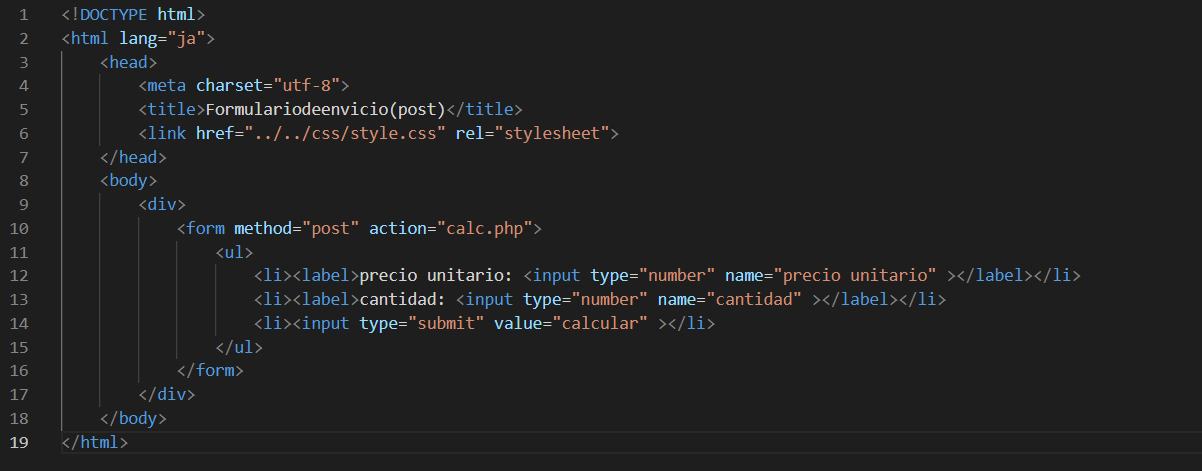 1 <!DOCTYPE html>
2 <html lang="ja">
3 <head>
4 <meta charset="utf-8">
5 <title>Formulariodeenvicio(post)</title>
6 <link href="../../css/style.css" rel="stylesheet">
7 </head>
8 <body>
9 <div>
10 <form method="post" action="calc.php">
11 <ul>
12 <li><label>precio unitario: <input type="number" name="precio unitario" ></label></li>
13 <li><label>cantidad: <input type="number" name="cantidad" ></label></li>
14 <li><input type="submit" value="calcular" ></li>
15 </ul>
16 </form>
17 </div>
18 </body>
19 </html>